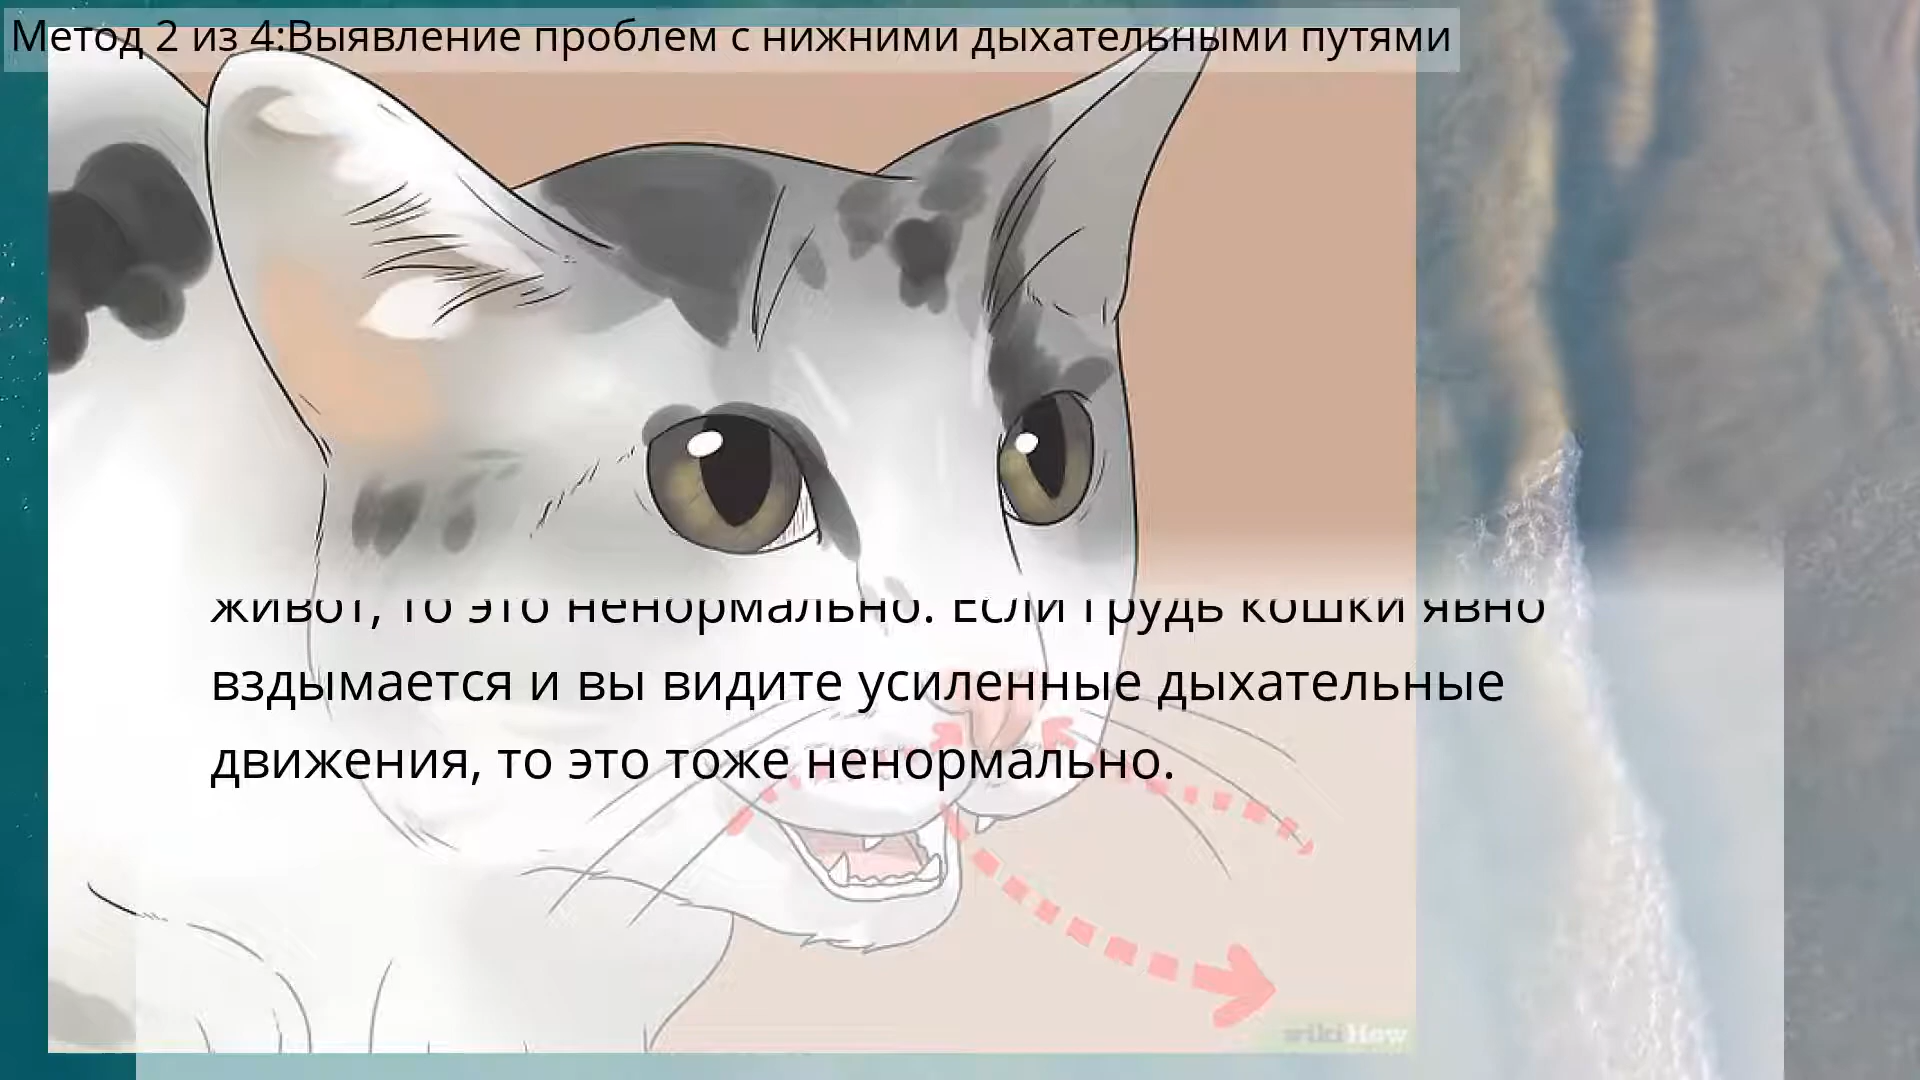 Метод 2 из 4:Выявление проблем с нижними дыхательными путями
живот, то это ненормально. Если грудь кошки явно
вздымается и вы видите усиленные дыхательные
движения, то это тоже ненормально.
wikiHow